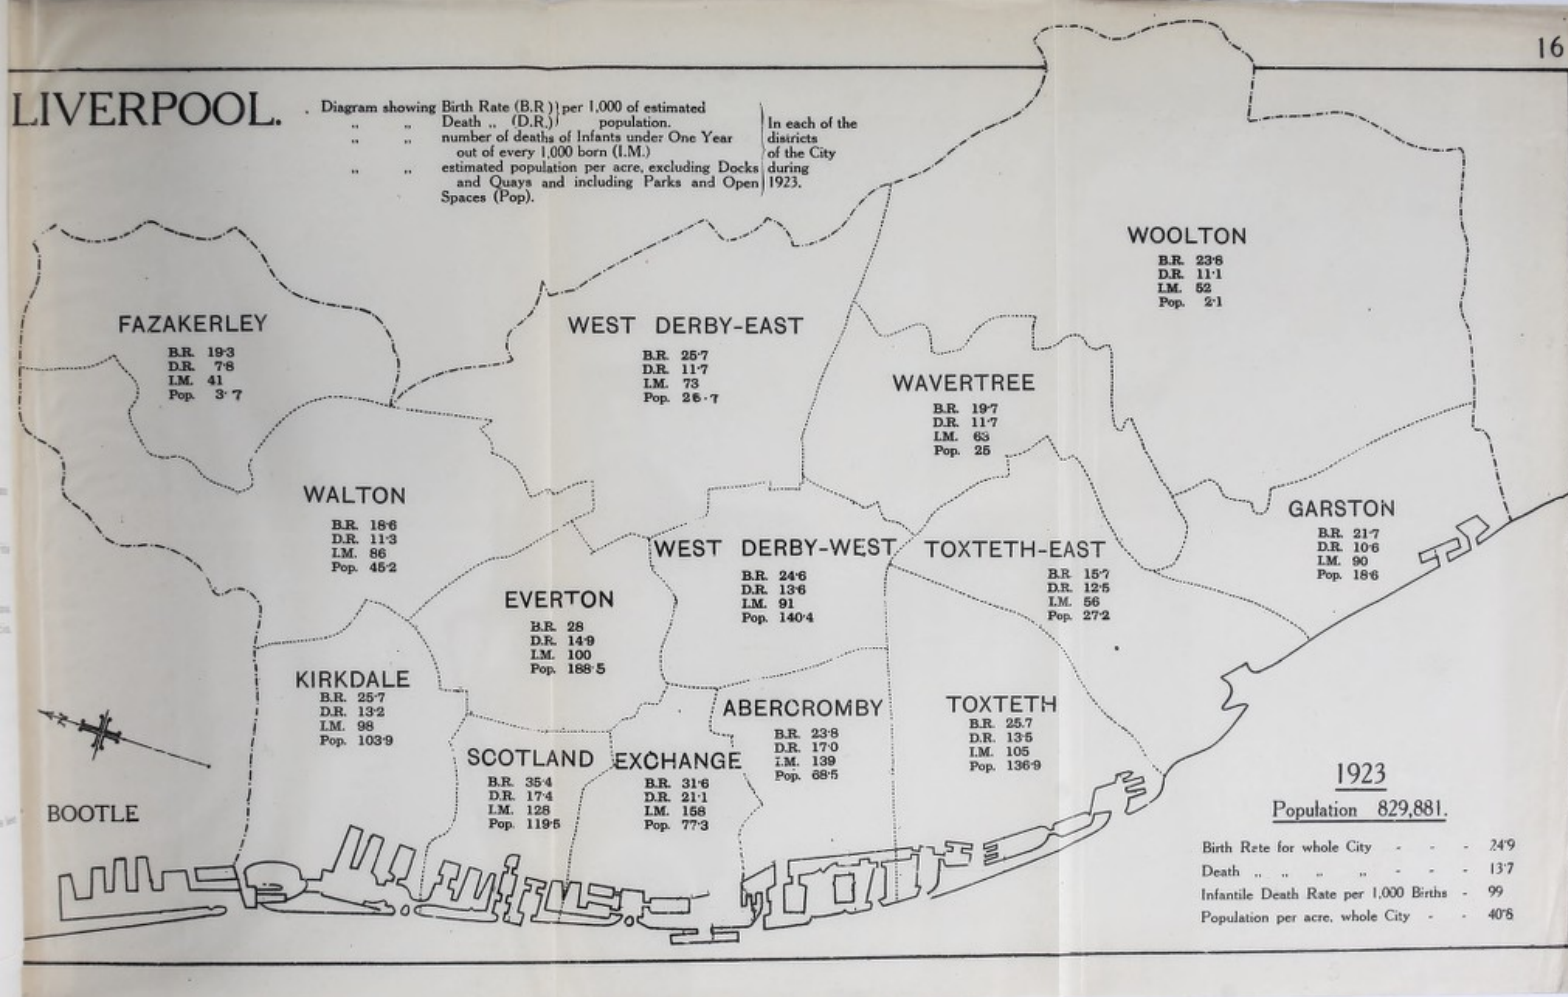 16
LIVERPOOL.
Diagram showing Birth Rate (B.R.) per 1,000 of estimated
„ „ Death „ (D.R.) population.
„ „ number of deaths of Infants under One Year
out of every 1,000 born (I.M.)
„ „ estimated population per acre, excluding Docks
and Quays and including Parks and Open
Spaces (Pop).
In each of the
districts
of the City
during
1923.
WOOLTON
B.R. 23·8
D.R. 11·1
I.M. 52
Pop. 2·1
FAZAKERLEY
B.R. 19·3
D.R. 7·8
I.M. 41
Pop. 3·7
WEST DERBY-EAST
B.R. 25·7
D.R. 11·7
I.M. 73
Pop. 26·7
WAVERTREE
B.R. 19·7
D.R. 11·7
I.M. 63
Pop. 25
WALTON
B.R. 18·6
D.R. 11·3
I.M. 86
Pop. 45·2
GARSTON
B.R. 21·7
D.R. 10·6
I.M. 90
Pop. 18·6
WEST DERBY-WEST
B.R. 24·6
D.R. 13·6
I.M. 91
Pop. 140·4
TOXTETH-EAST
B.R. 15·7
D.R. 12·5
I.M. 56
Pop. 27·2
EVERTON
B.R. 28
D.R. 14·9
I.M. 100
Pop. 188·5
KIRKDALE
B.R. 25·7
D.R. 13·2
I.M. 98
Pop. 103·9
ABERCROMBY
B.R. 23·8
D.R. 17·0
I.M. 139
Pop. 68·5
TOXTETH
B.R. 25.7
D.R. 13·5
I.M. 105
Pop. 136·9
SCOTLAND
B.R. 35·4
D.R. 17·4
I.M. 128
Pop. 119·5
EXCHANGE
B.R. 31·6
D.R. 21·1
I.M. 158
Pop. 77·3
N
BOOTLE
1923
Population 829,881.
Birth Rate for whole City - - - 24·9
Death „ „ „ „ - - - 13·7
Infantile Death Rate per 1,000 Births - 99
Population per acre, whole City - - 40·8